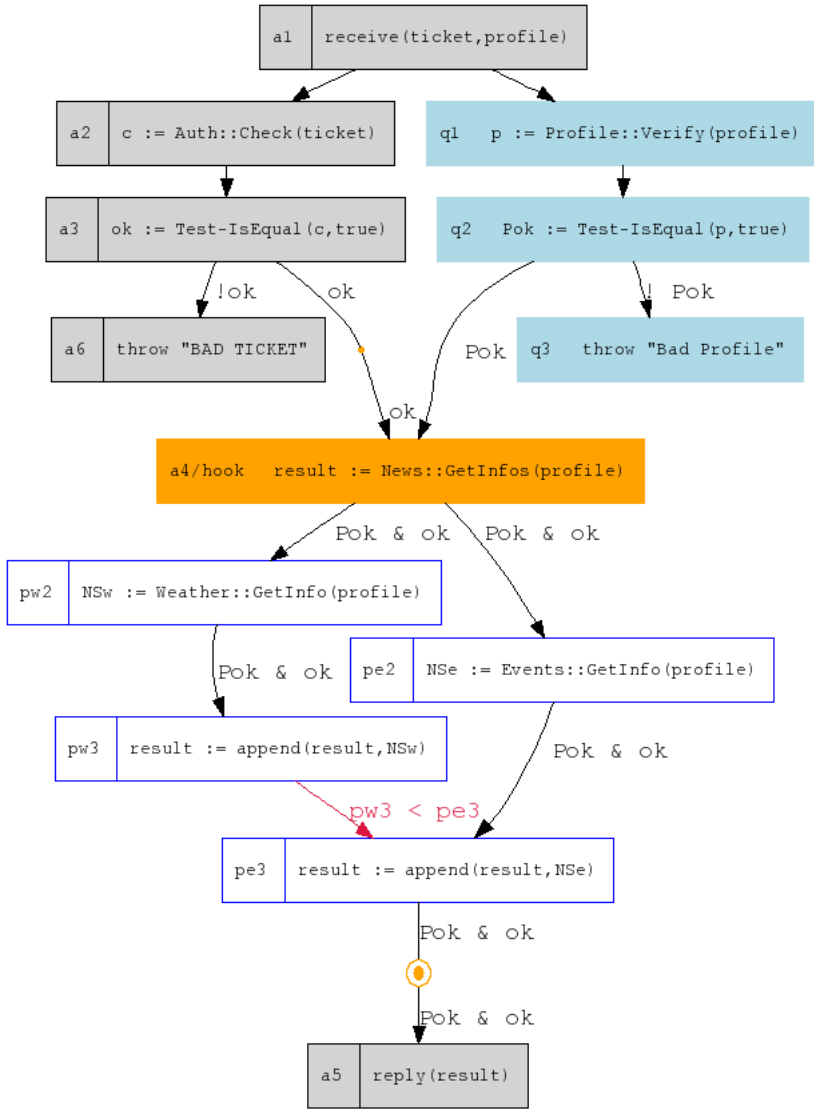 a1 receive(ticket,profile)
a2 c := Auth::Check(ticket)
q1 p := Profile::Verify(profile)
a3 ok := Test-IsEqual(c,true)
q2 Pok := Test-IsEqual(p,true)
!ok
ok
! Pok
a6 throw "BAD TICKET"
Pok
q3 throw "Bad Profile"
ok
a4/hook result := News::GetInfos(profile)
Pok & ok
Pok & ok
pw2 NSw := Weather::GetInfo(profile)
Pok & ok
pe2 NSe := Events::GetInfo(profile)
pw3 result := append(result,NSw)
Pok & ok
pw3 < pe3
pe3 result := append(result,NSe)
Pok & ok
Pok & ok
a5 reply(result)